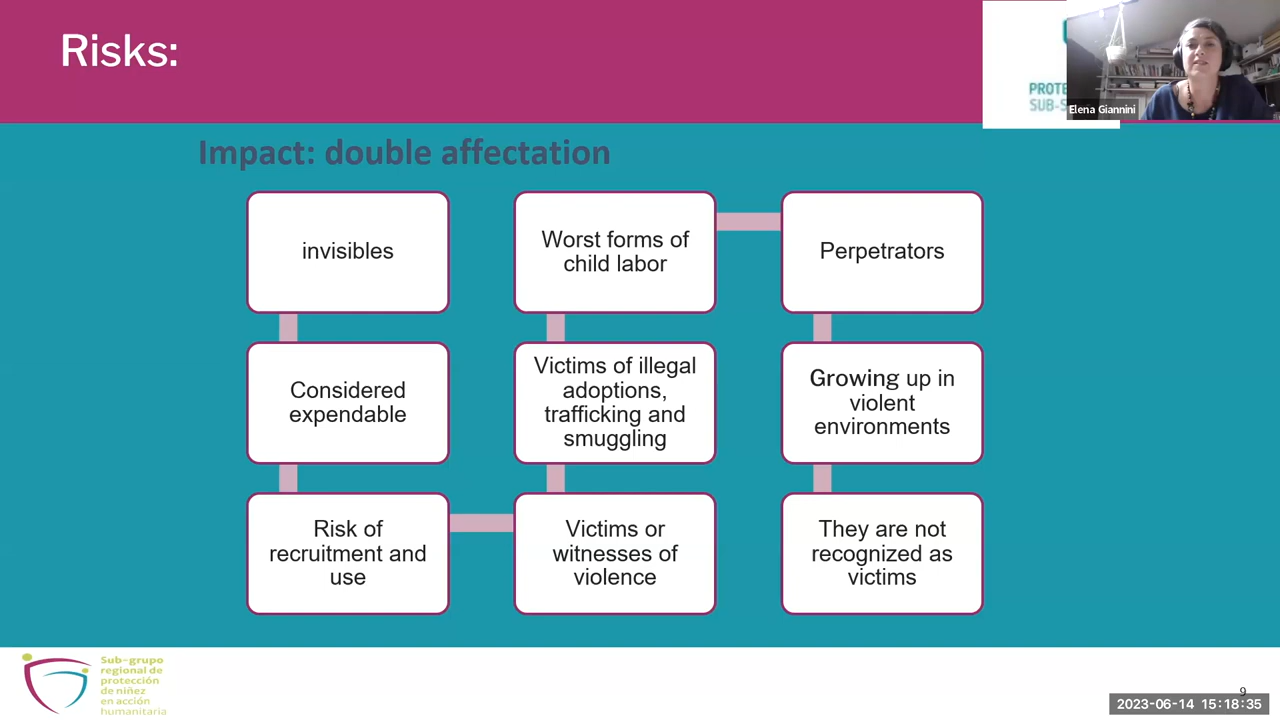 Risks:
PROTE
SUB-S
Elena Giannini
Impact: double affectation
invisibles
Considered
expendable
Risk of
recruitment and
use
Worst forms of
child labor
Victims of illegal
adoptions,
trafficking and
smuggling
Victims or
witnesses of
violence
Perpetrators
Growing up in
violent
environments
They are not
recognized as
victims
Sub-grupo
regional de
protección
de niñez
en acción
humanitaria
9
2023-06-14 15:18:35